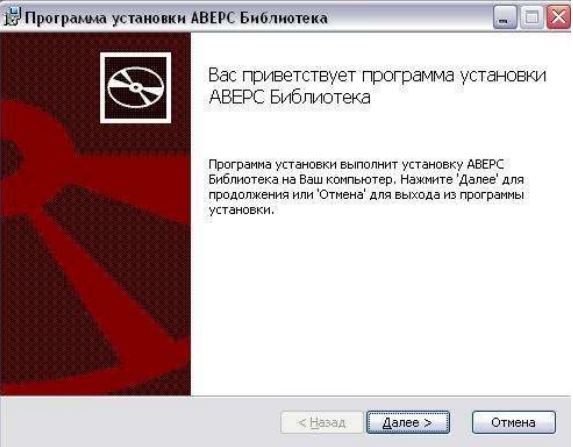 Программа установки АВЕРС Библиотека
Вас приветствует программа установки
АВЕРС Библиотека
Программа установки выполнит установку АВЕРС
Библиотека на Ваш компьютер. Нажмите 'Далее' для
продолжения или 'Отмена' для выхода из программы
установки.
< Назад Далее > Отмена